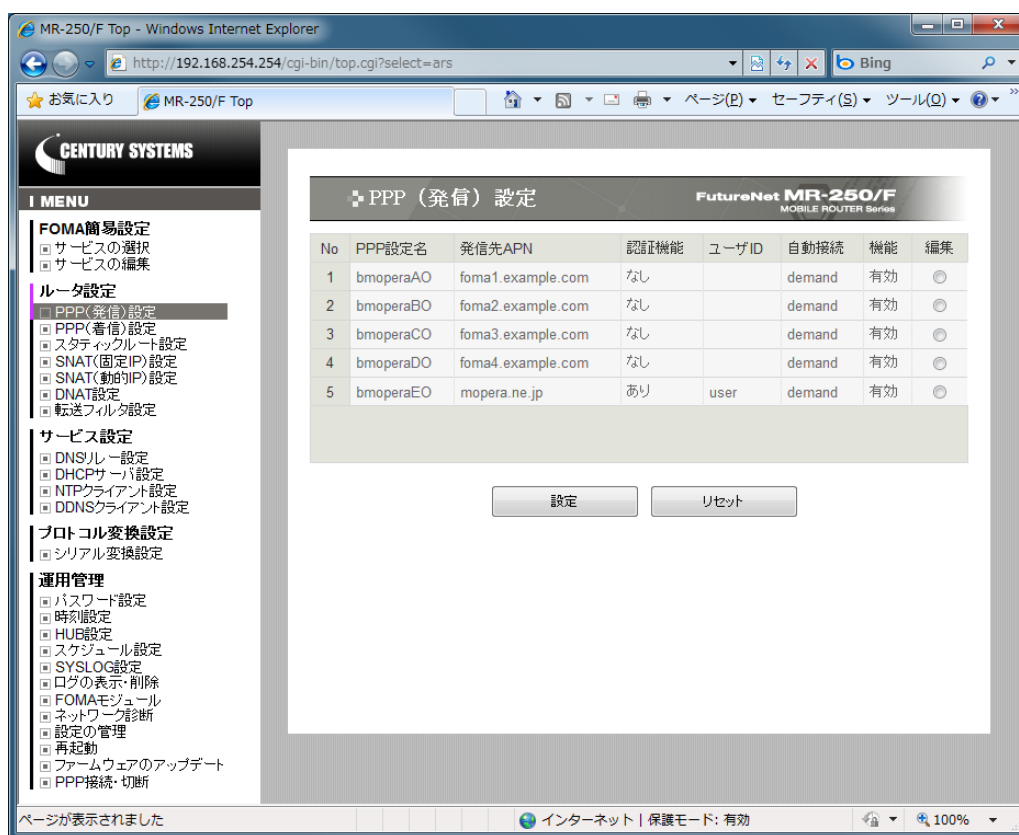 MR-250/F Top - Windows Internet Explorer
http://192.168.254.254/cgi-bin/top.cgi?select=ars
Bing
お気に入り
MR-250/F Top
ページ(P)
セーフティ(S)
ツール(O)
CENTURY SYSTEMS
MENU
FOMA簡易設定
サービスの選択
サービスの編集
ルータ設定
PPP(発信)設定
PPP(着信)設定
スタティックルート設定
SNAT(固定IP)設定
SNAT(動的IP)設定
DNAT設定
転送フィルタ設定
サービス設定
DNSリレー設定
DHCPサーバ設定
NTPクライアント設定
DDNSクライアント設定
プロトコル変換設定
シリアル変換設定
運用管理
パスワード設定
時刻設定
HUB設定
スケジュール設定
SYSLOG設定
ログの表示・削除
FOMAモジュール
ネットワーク診断
設定の管理
再起動
ファームウェアのアップデート
PPP接続・切断
PPP（発信）設定
FutureNet MR-250/F
MOBILE ROUTER Series
No PPP設定名 発信先APN 認証機能 ユーザID 自動接続 機能 編集
1 bmoperaAO foma1.example.com なし demand 有効
2 bmoperaBO foma2.example.com なし demand 有効
3 bmoperaCO foma3.example.com なし demand 有効
4 bmoperaDO foma4.example.com なし demand 有効
5 bmoperaEO mopera.ne.jp あり user demand 有効
設定
リセット
ページが表示されました
インターネット | 保護モード: 有効
100%